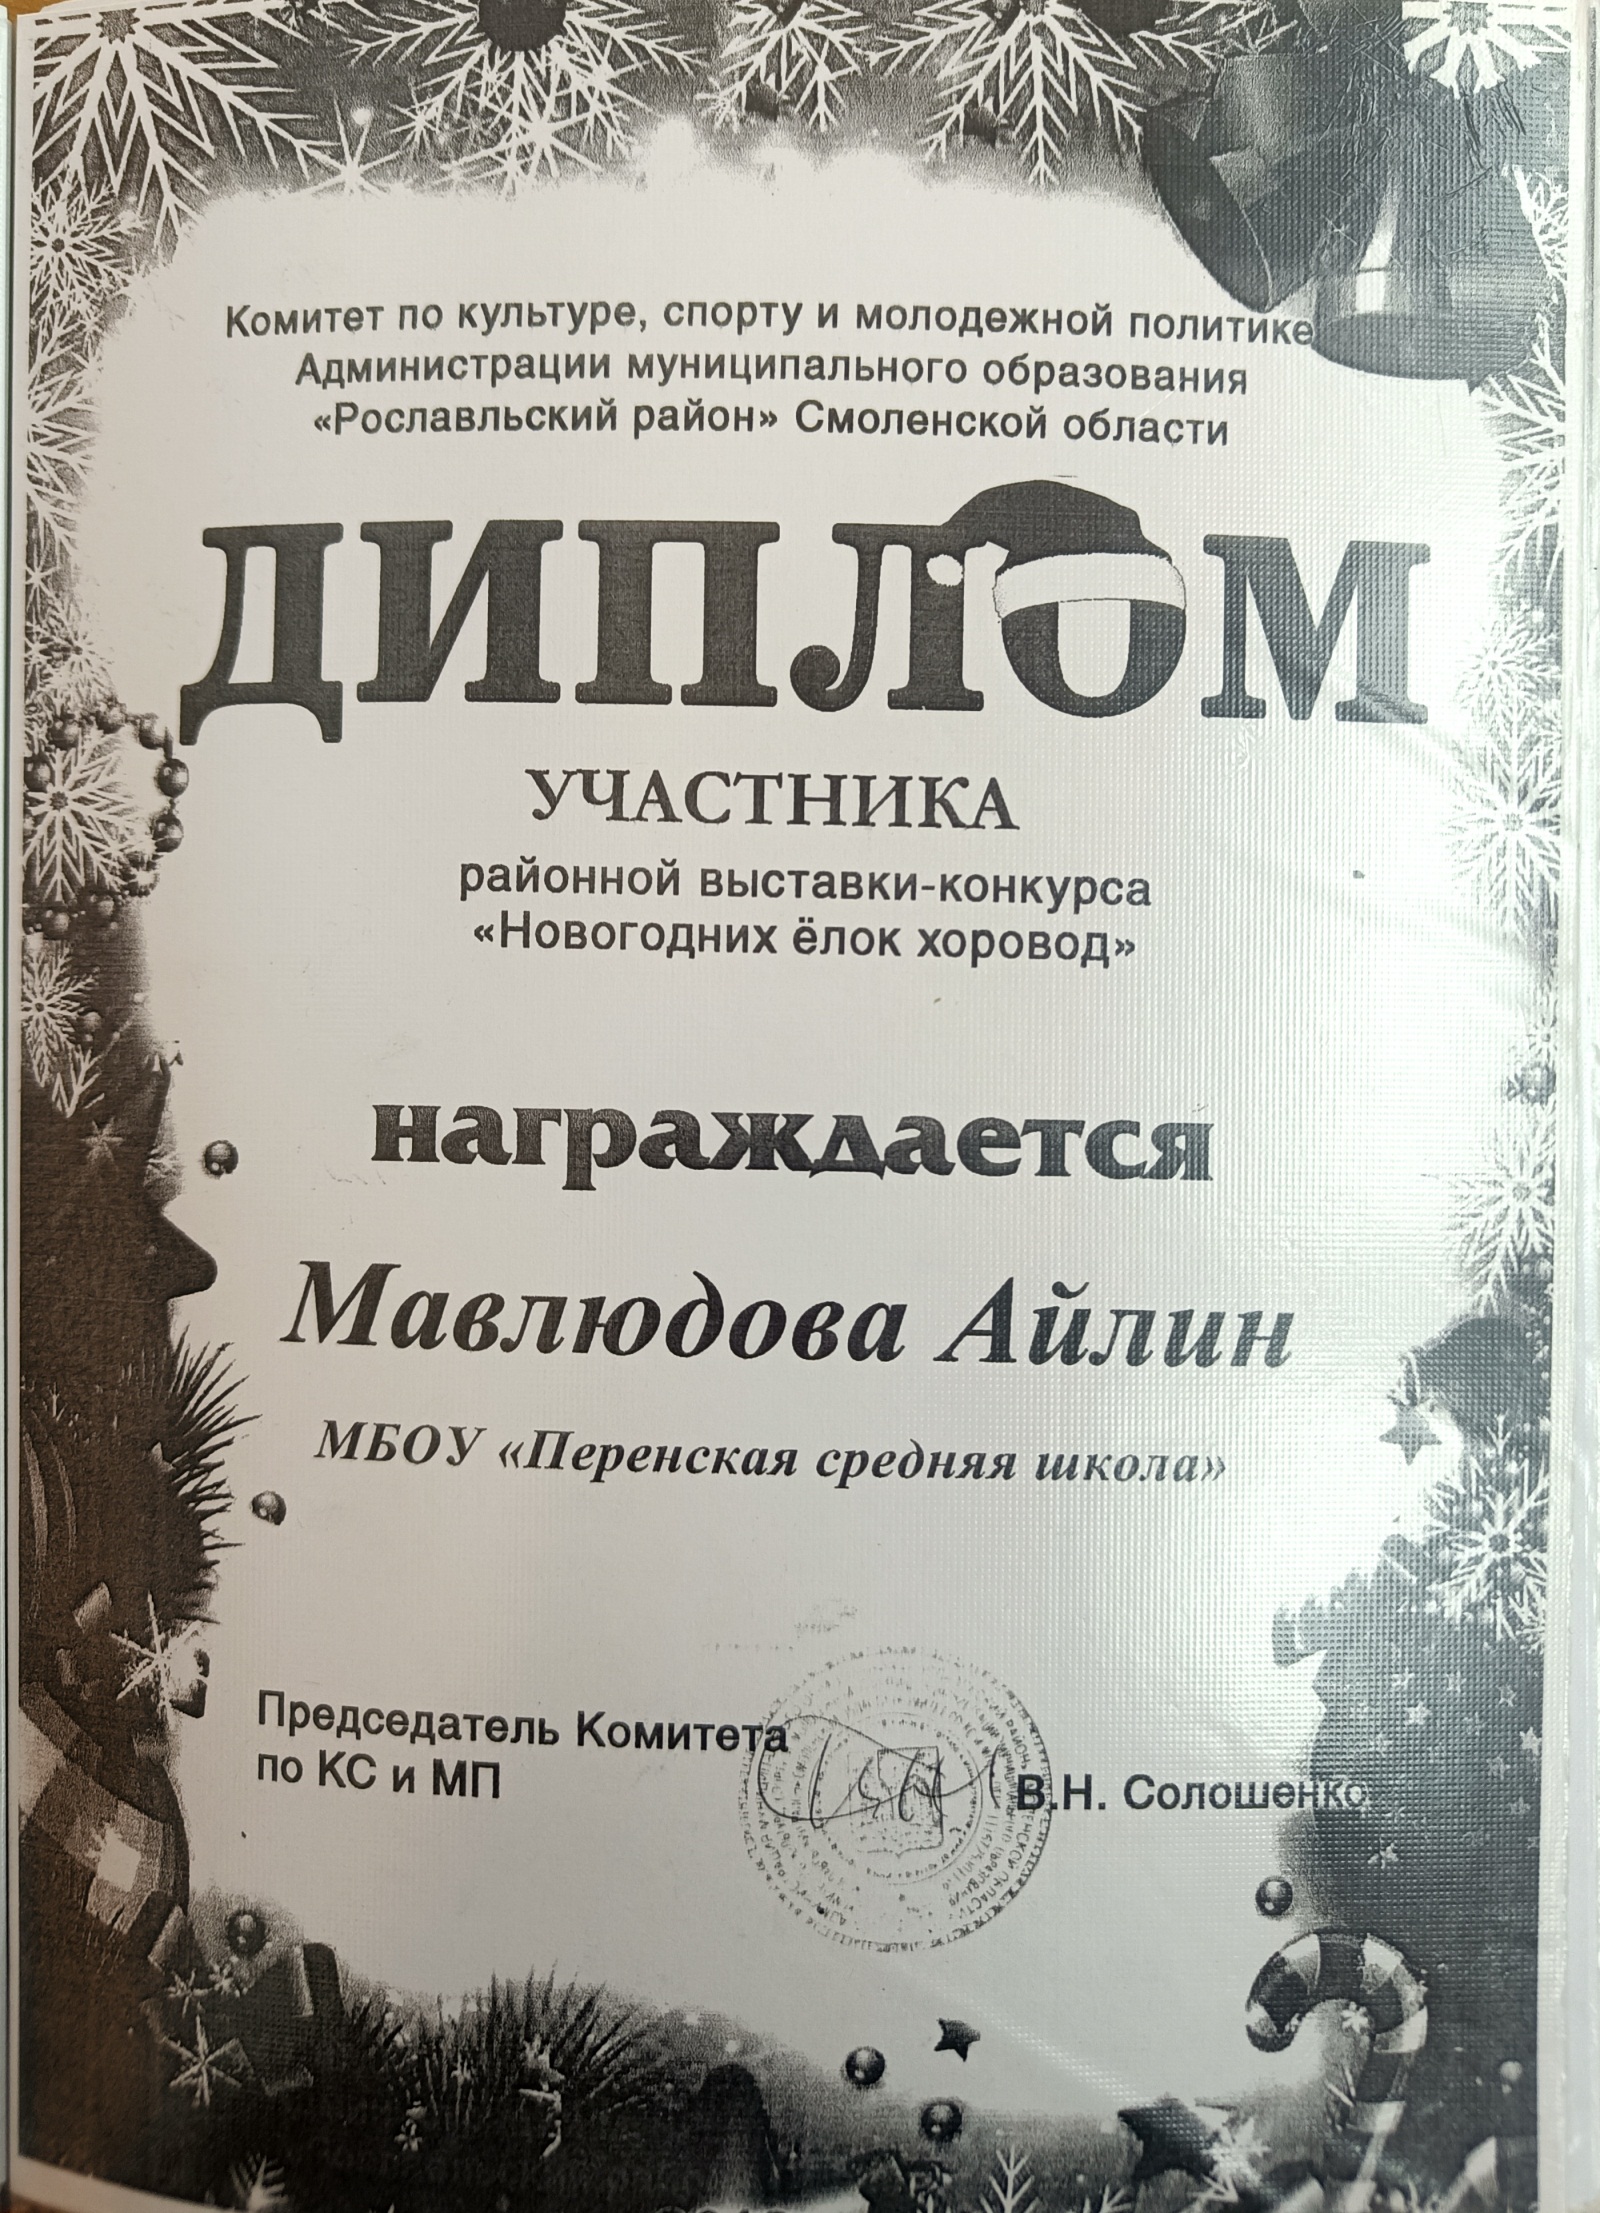 Комитет по культуре, спорту и молодежной политике
Администрации муниципального образования
«Рославльский район» Смоленской области
ДИПЛОМ
УЧАСТНИКА
районной выставки-конкурса
«Новогодних ёлок хоровод»
награждается
Мавлюдова Айлин
МБОУ «Перенская средняя школа»
Председатель Комитета
по КС и МП
В.Н. Солошенко